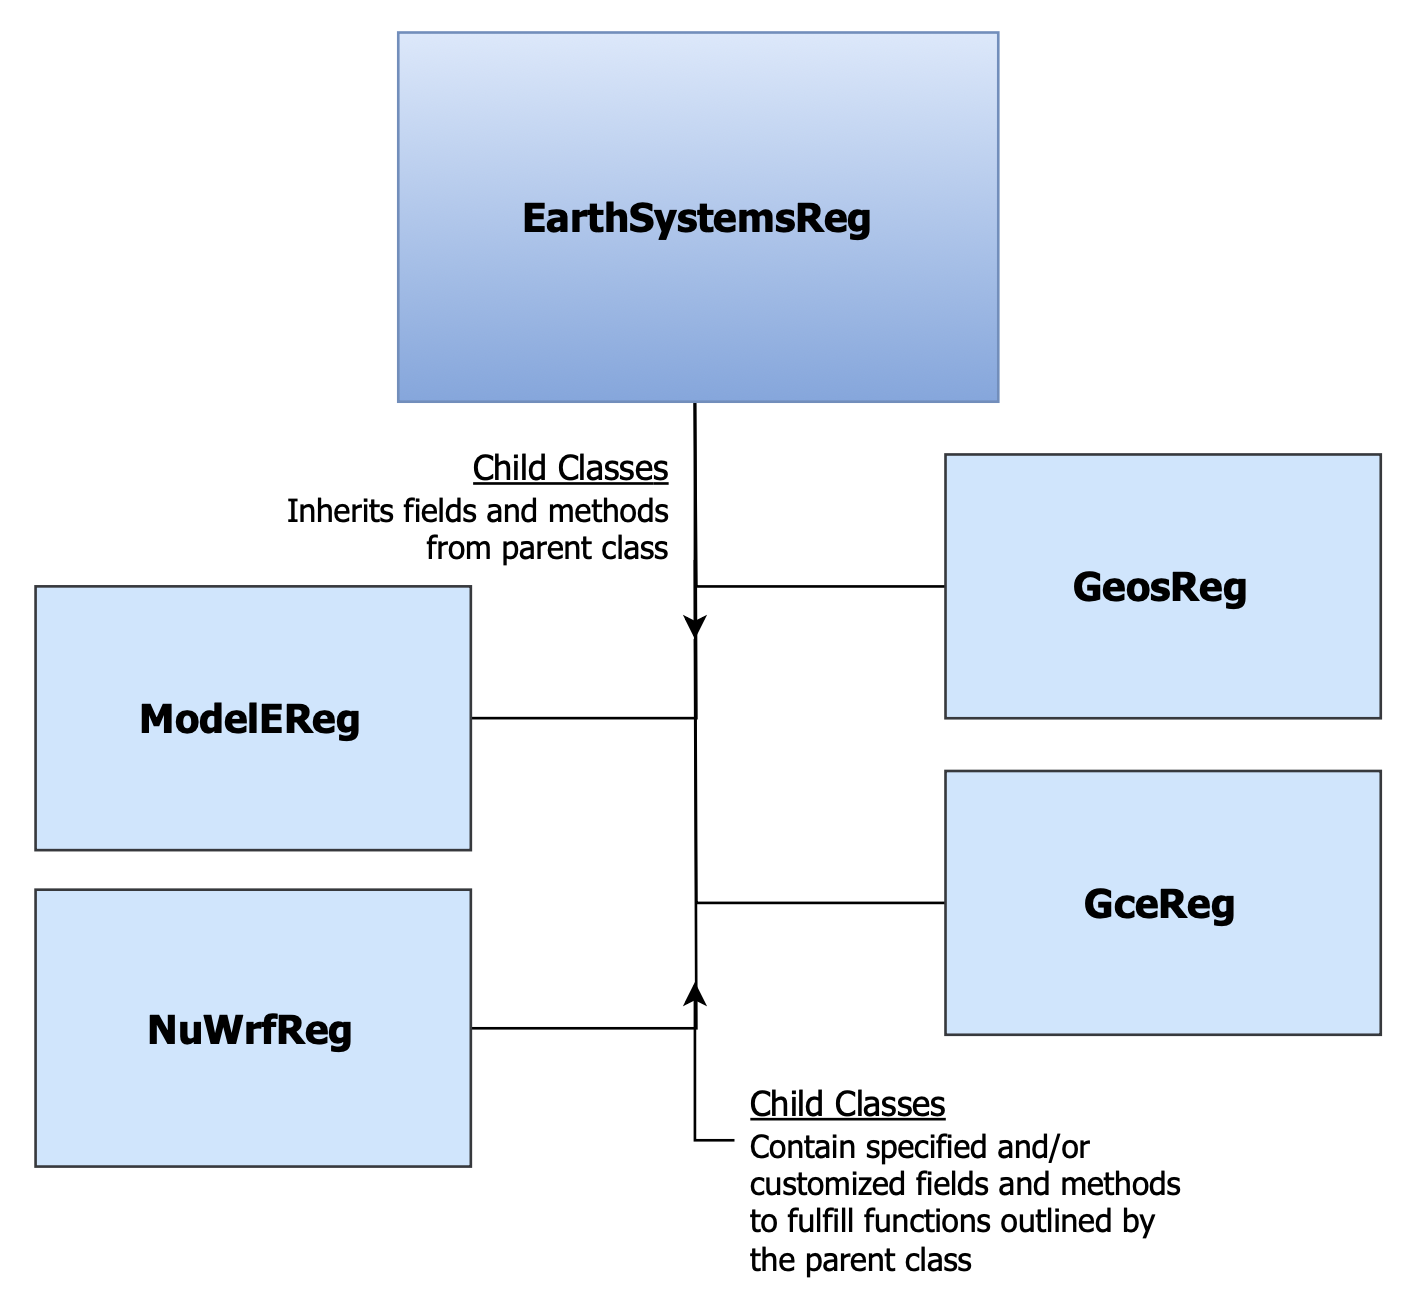 EarthSystemsReg
Child Classes
Inherits fields and methods
from parent class
GeosReg
ModelEReg
GceReg
NuWrfReg
Child Classes
Contain specified and/or
customized fields and methods
to fulfill functions outlined by
the parent class